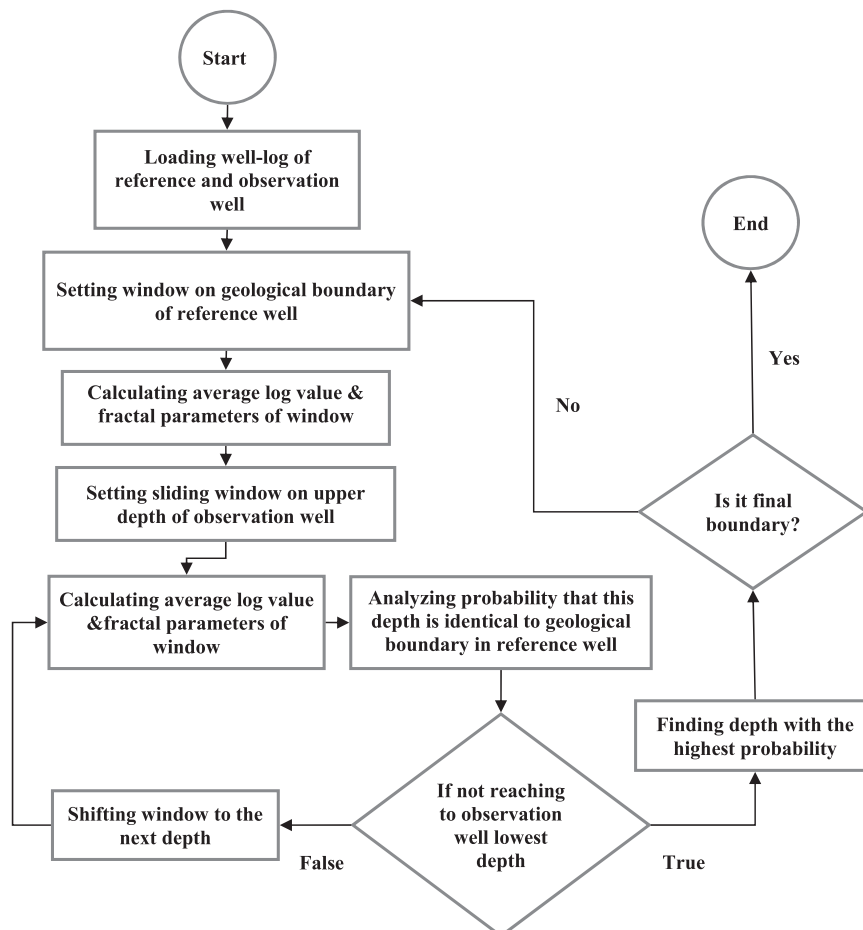 Start
Loading well-log of
reference and observation
well
Setting window on geological boundary
of reference well
Calculating average log value &
fractal parameters of window
Setting sliding window on upper
depth of observation well
Calculating average log value
&fractal parameters of
window
Analyzing probability that this
depth is identical to geological
boundary in reference well
If not reaching
to observation
well lowest
depth
False
True
Shifting window to the
next depth
Finding depth with the
highest probability
Is it final
boundary?
No
Yes
End